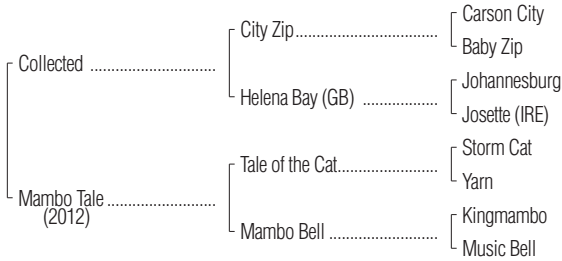 Carson City
City Zip
Baby Zip
Collected
Johannesburg
Helena Bay (GB)
Josette (IRE)
Storm Cat
Tale of the Cat
Yarn
Mambo Tale
(2012)
Kingmambo
Mambo Bell
Music Bell